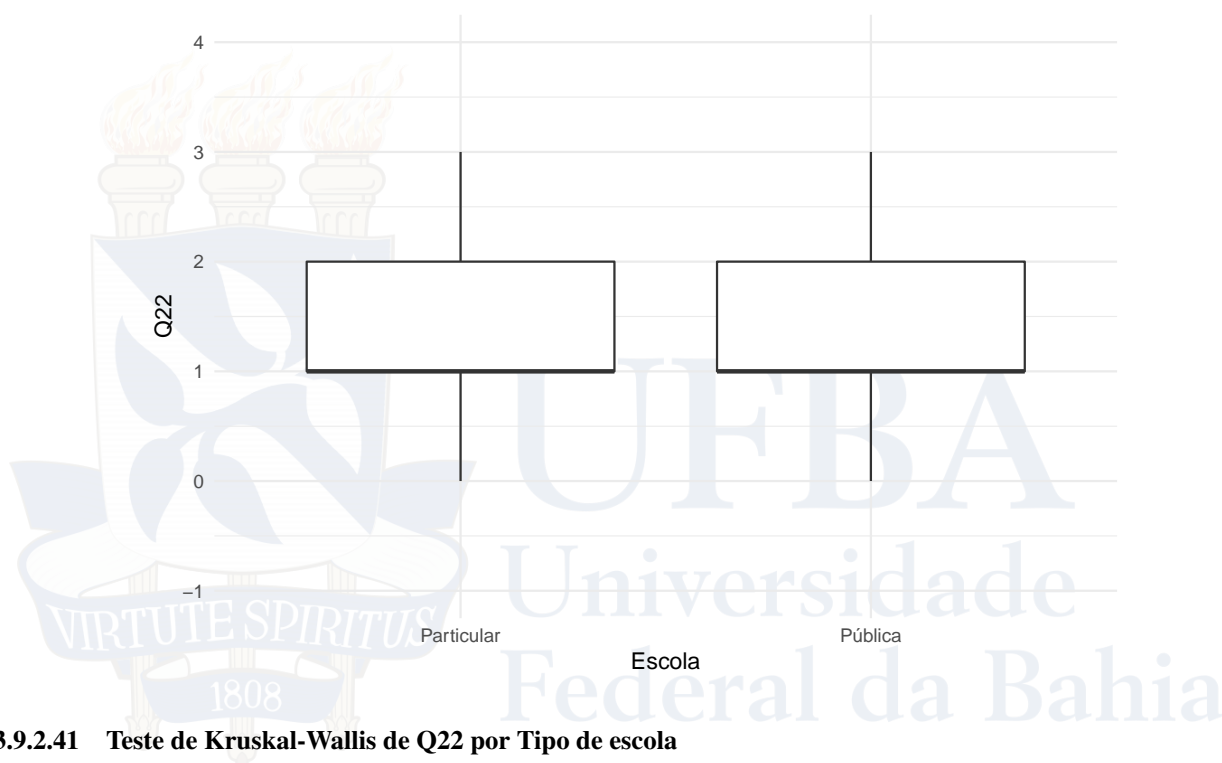 4
3
2
1
0
−1
Q22
Particular
Pública
Escola
UFBA
Universidade
Federal da Bahia
VIRTUTE SPIRITUS
1808
3.9.2.41 Teste de Kruskal-Wallis de Q22 por Tipo de escola